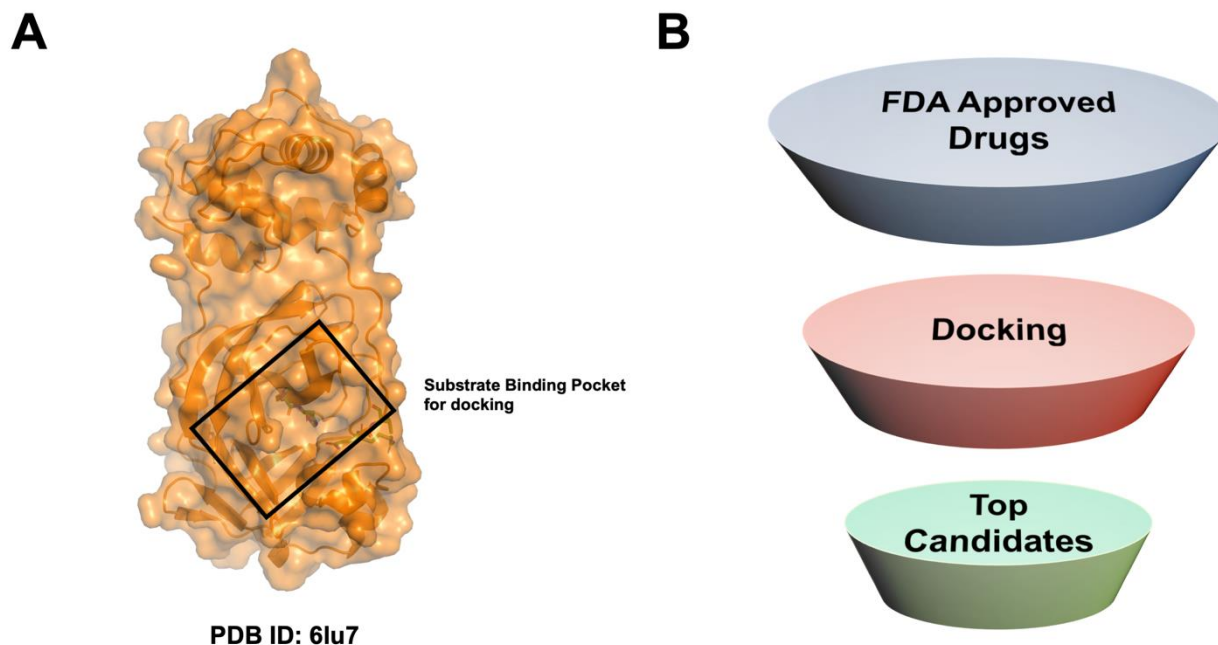 A
Substrate Binding Pocket
for docking
PDB ID: 6lu7
B
FDA Approved
Drugs
Docking
Top
Candidates